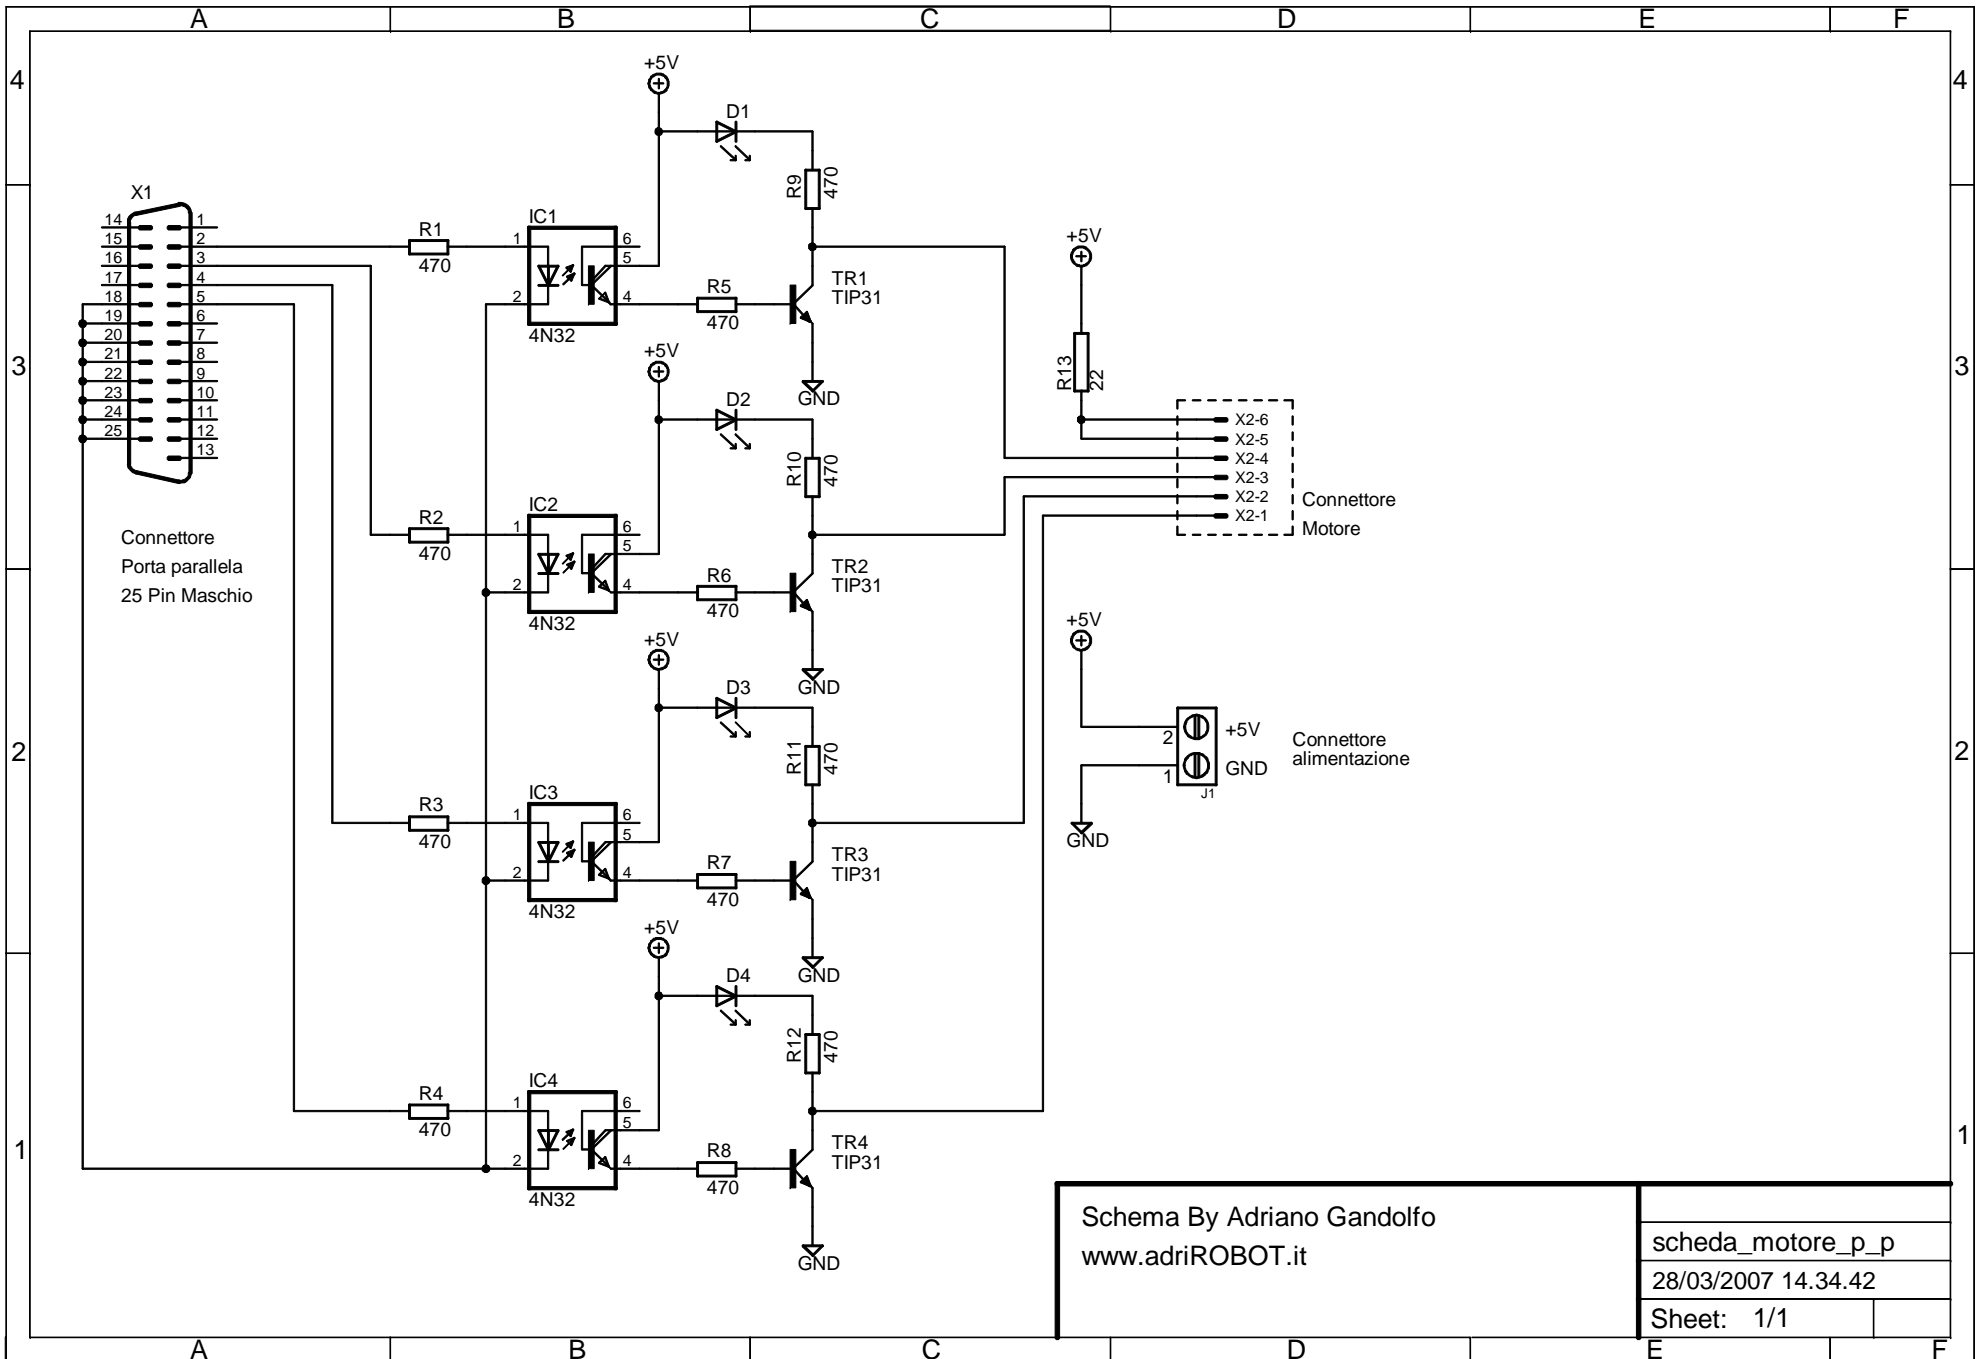 A B C D E F
4 4
3 3
2 2
1 1
A B C D E F
X1
14 1
15 2
16 3
17 4
18 5
19 6
20 7
21 8
22 9
23 10
24 11
25 12
13
Connettore
Porta parallela
25 Pin Maschio
+5V
D1
R9 470
R1
470
IC1
1 6
5
2 4
4N32
R5
470
TR1
TIP31
GND
+5V
D2
R10 470
R2
470
IC2
1 6
5
2 4
4N32
R6
470
TR2
TIP31
GND
+5V
D3
R11 470
R3
470
IC3
1 6
5
2 4
4N32
R7
470
TR3
TIP31
GND
+5V
D4
R12 470
R4
470
IC4
1 6
5
2 4
4N32
R8
470
TR4
TIP31
GND
+5V
R13 22
X2-6
X2-5
X2-4
X2-3
X2-2
X2-1
Connettore
Motore
+5V
2 +5V
1 GND
J1
GND
Connettore
alimentazione
Schema By Adriano Gandolfo
www.adriROBOT.it
scheda_motore_p_p
28/03/2007 14.34.42
Sheet: 1/1